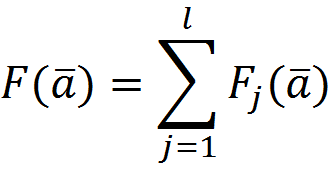 F(ā) = ∑_{j=1}^{l} F_j(ā)